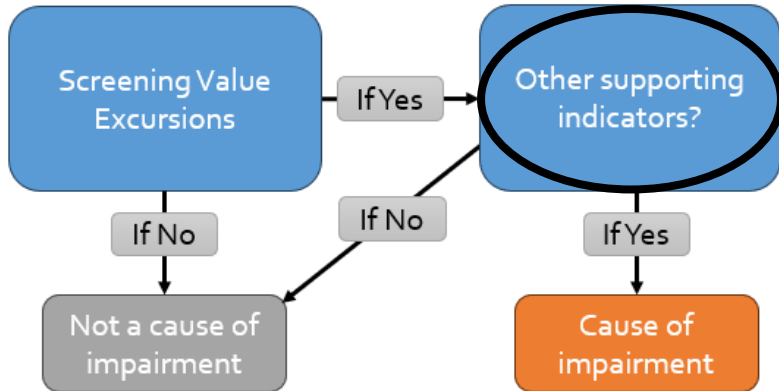 Screening Value
Excursions
If Yes
Other supporting
indicators?
If No
If No
If Yes
Not a cause of
impairment
Cause of
impairment